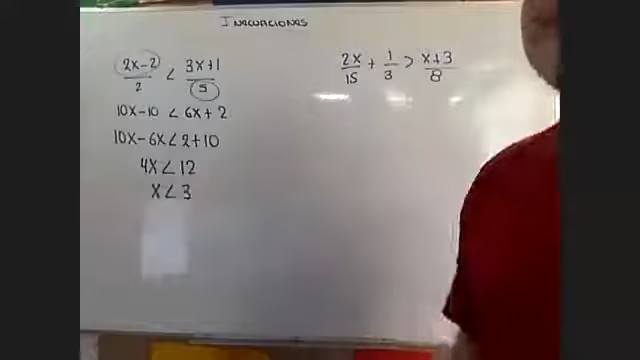 INECUACIONES
2x-2/2 < 3x+1/5
10x-10 < 6x+2
10x-6x<2+10
4x<12
x<3
2x/15 + 1/3 > x+3/8